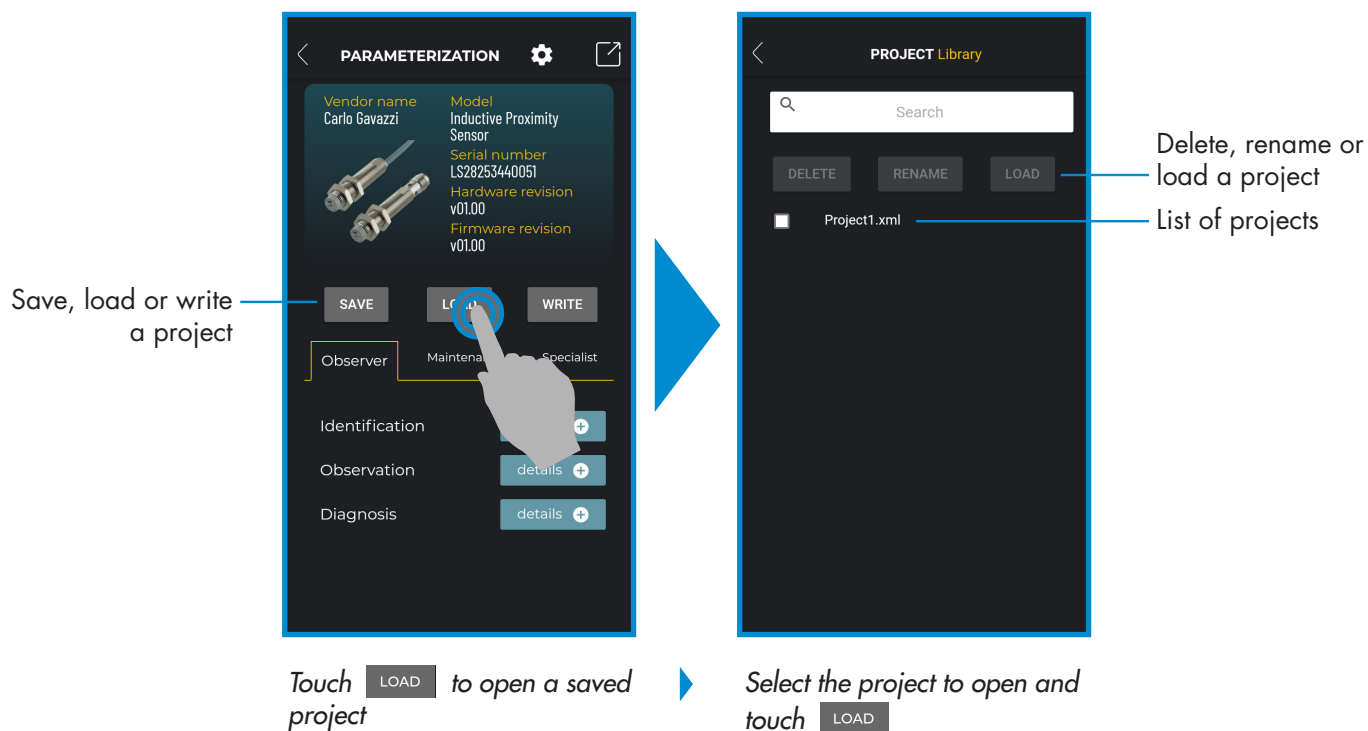 PARAMETERIZATION
Vendor name
Carlo Gavazzi
Model
Inductive Proximity
Sensor
Serial number
LS28253440051
Hardware revision
v01.00
Firmware revision
v01.00
Save, load or write
a project
SAVE
WRITE
Observer
Specialist
Identification
Observation
details
Diagnosis
details
Touch LOAD to open a saved
project
PROJECT Library
Search
DELETE
RENAME
LOAD
Project1.xml
Delete, rename or
load a project
List of projects
Select the project to open and
touch LOAD